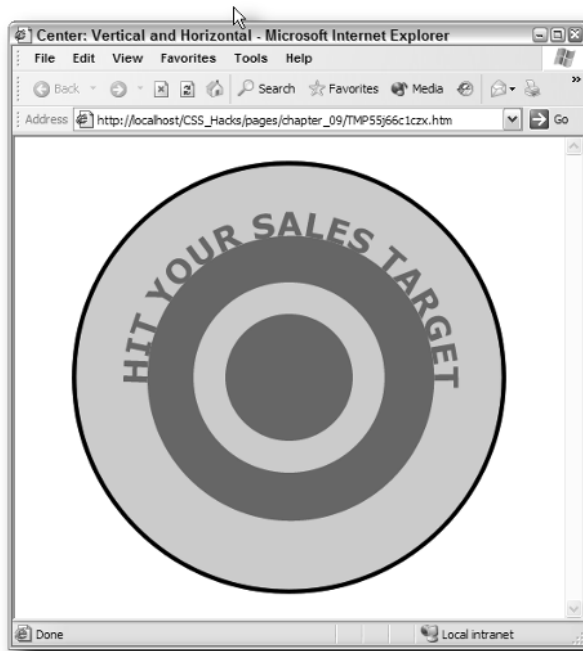 Center: Vertical and Horizontal - Microsoft Internet Explorer
File Edit View Favorites Tools Help
Back Search Favorites Media »
Address http://localhost/CSS_Hacks/pages/chapter_09/TMP55j66c1czx.htm Go
HIT YOUR SALES TARGET
Done Local intranet